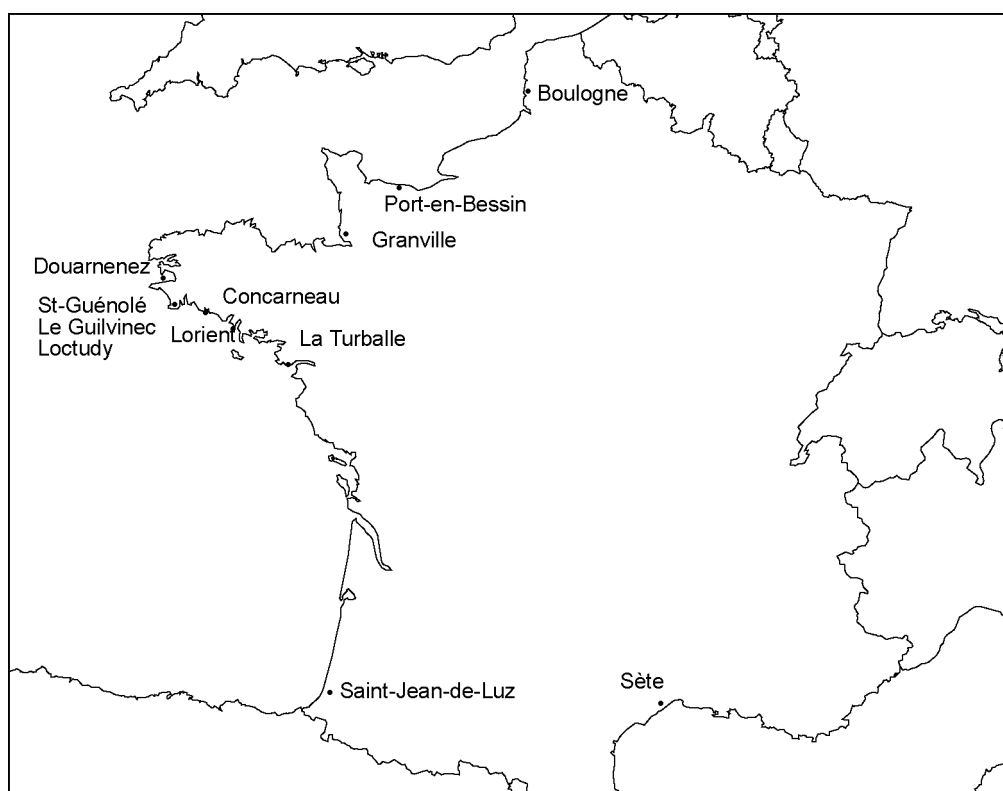 Boulogne
Port-en-Bessin
Granville
Douarnenez
Concarneau
St-Guénolé
Le Guilvinec
Loctudy
Lorient
La Turballe
Saint-Jean-de-Luz
Sète